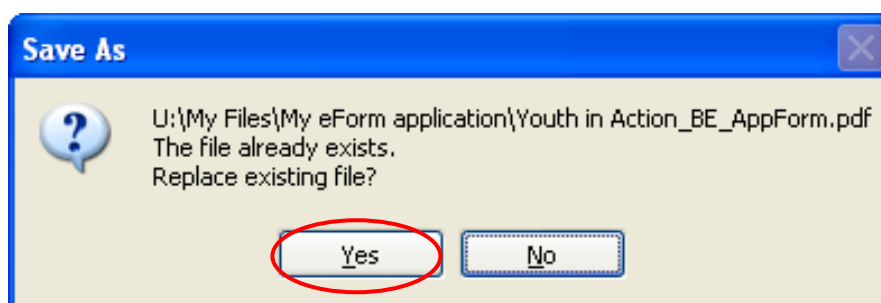 Save As
U:\My Files\My eForm application\Youth in Action_BE_AppForm.pdf
The file already exists.
Replace existing file?
Yes
No